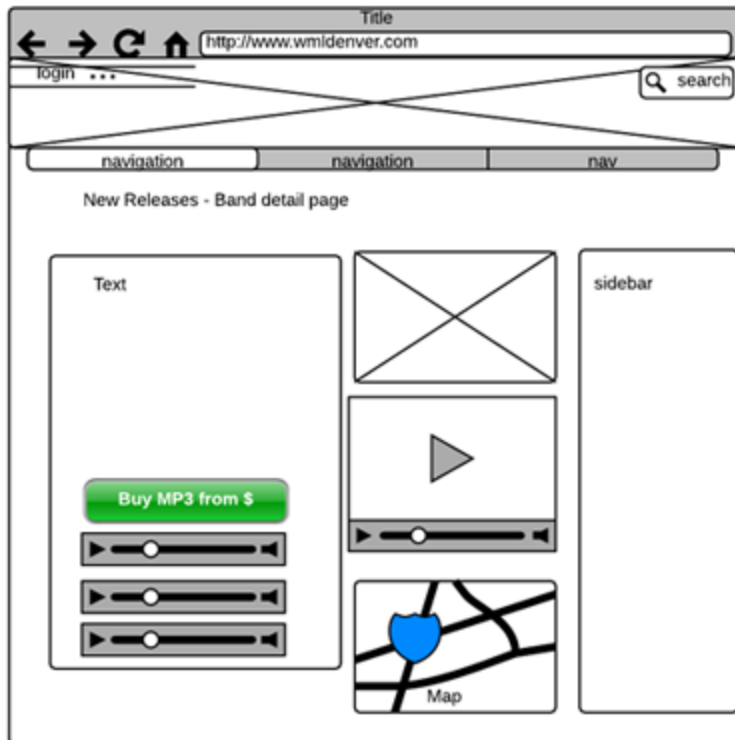 Title
http://www.wmldenver.com
login ...
search
navigation
navigation
nav
New Releases - Band detail page
Text
sidebar
Buy MP3 from $
Map